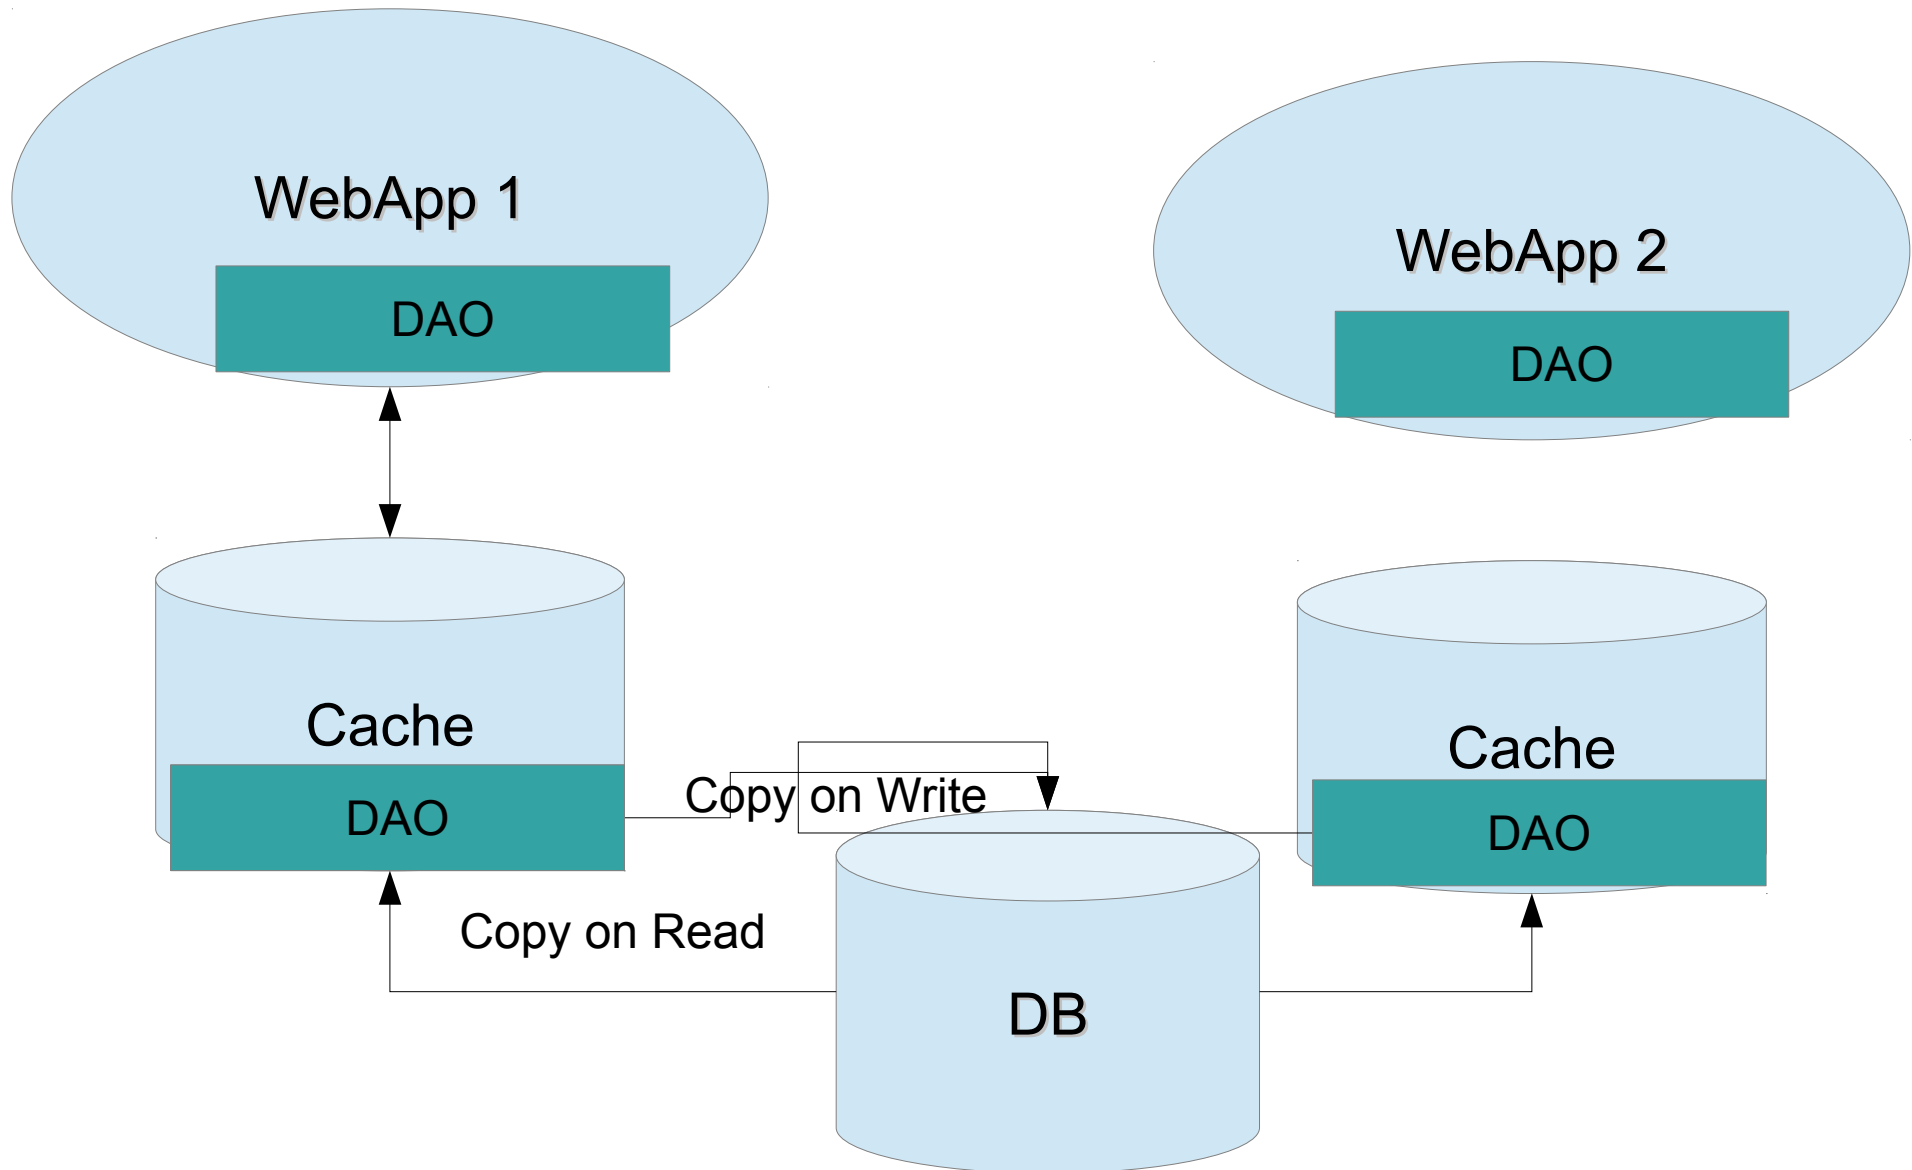 WebApp 1
DAO
WebApp 2
DAO
Cache
DAO
Copy on Write
Cache
DAO
Copy on Read
DB